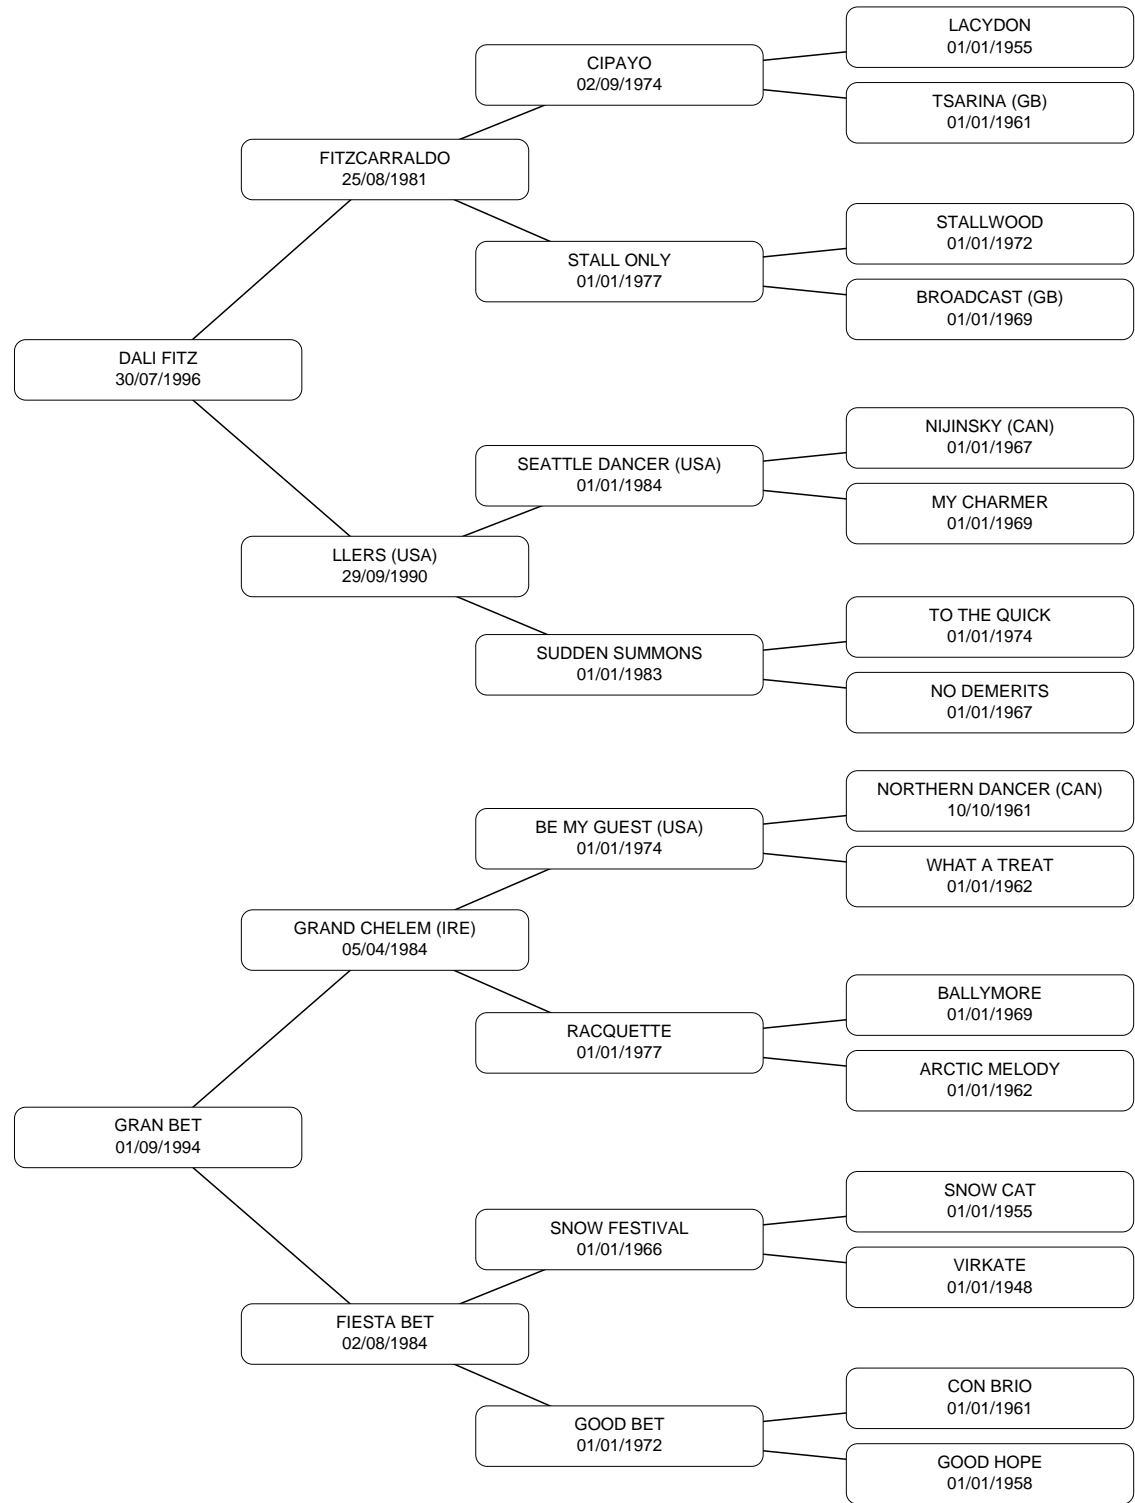 LACYDON
01/01/1955
CIPAYO
02/09/1974
TSARINA (GB)
01/01/1961
FITZCARRALDO
25/08/1981
STALLWOOD
01/01/1972
STALL ONLY
01/01/1977
BROADCAST (GB)
01/01/1969
DALI FITZ
30/07/1996
NIJINSKY (CAN)
01/01/1967
SEATTLE DANCER (USA)
01/01/1984
MY CHARMER
01/01/1969
LLERS (USA)
29/09/1990
TO THE QUICK
01/01/1974
SUDDEN SUMMONS
01/01/1983
NO DEMERITS
01/01/1967
NORTHERN DANCER (CAN)
10/10/1961
BE MY GUEST (USA)
01/01/1974
WHAT A TREAT
01/01/1962
GRAND CHELEM (IRE)
05/04/1984
BALLYMORE
01/01/1969
RACQUETTE
01/01/1977
ARCTIC MELODY
01/01/1962
GRAN BET
01/09/1994
SNOW CAT
01/01/1955
SNOW FESTIVAL
01/01/1966
VIRKATE
01/01/1948
FIESTA BET
02/08/1984
CON BRIO
01/01/1961
GOOD BET
01/01/1972
GOOD HOPE
01/01/1958